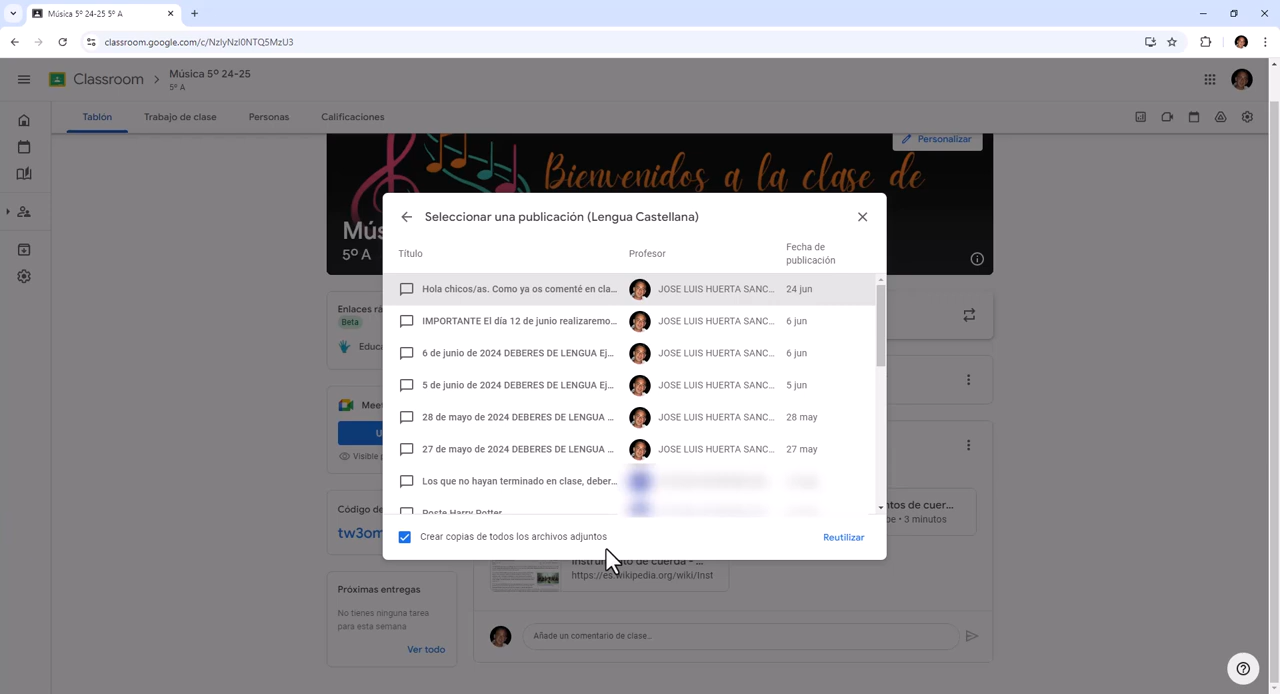 Música 5º 24-25 5º A
classroom.google.com/c/NzIyNzI0NTQ5MzU3
Classroom
Música 5º 24-25
5º A
Tablón
Trabajo de clase
Personas
Calificaciones
Personalizar
Bienvenidos a la clase de
Mús
5º A
Seleccionar una publicación (Lengua Castellana)
Título
Profesor
Fecha de publicación
Hola chicos/as. Como ya os comenté en cla... JOSE LUIS HUERTA SANC... 24 jun
IMPORTANTE El día 12 de junio realizaremo... JOSE LUIS HUERTA SANC... 6 jun
6 de junio de 2024 DEBERES DE LENGUA Ej... JOSE LUIS HUERTA SANC... 6 jun
5 de junio de 2024 DEBERES DE LENGUA Ej... JOSE LUIS HUERTA SANC... 5 jun
28 de mayo de 2024 DEBERES DE LENGUA ... JOSE LUIS HUERTA SANC... 28 may
27 de mayo de 2024 DEBERES DE LENGUA ... JOSE LUIS HUERTA SANC... 27 may
Los que no hayan terminado en clase, deber...
Poste Harry Potter
Crear copias de todos los archivos adjuntos
Reutilizar
Enlaces r
Beta
Educa
Meet
U
Visible p
Código de
tw3om
Próximas entregas
No tienes ninguna tarea
para esta semana
Ver todo
ntos de cuer...
be • 3 minutos
Instrumento de cuerda - ...
https://es.wikipedia.org/wiki/Inst
Añade un comentario de clase...